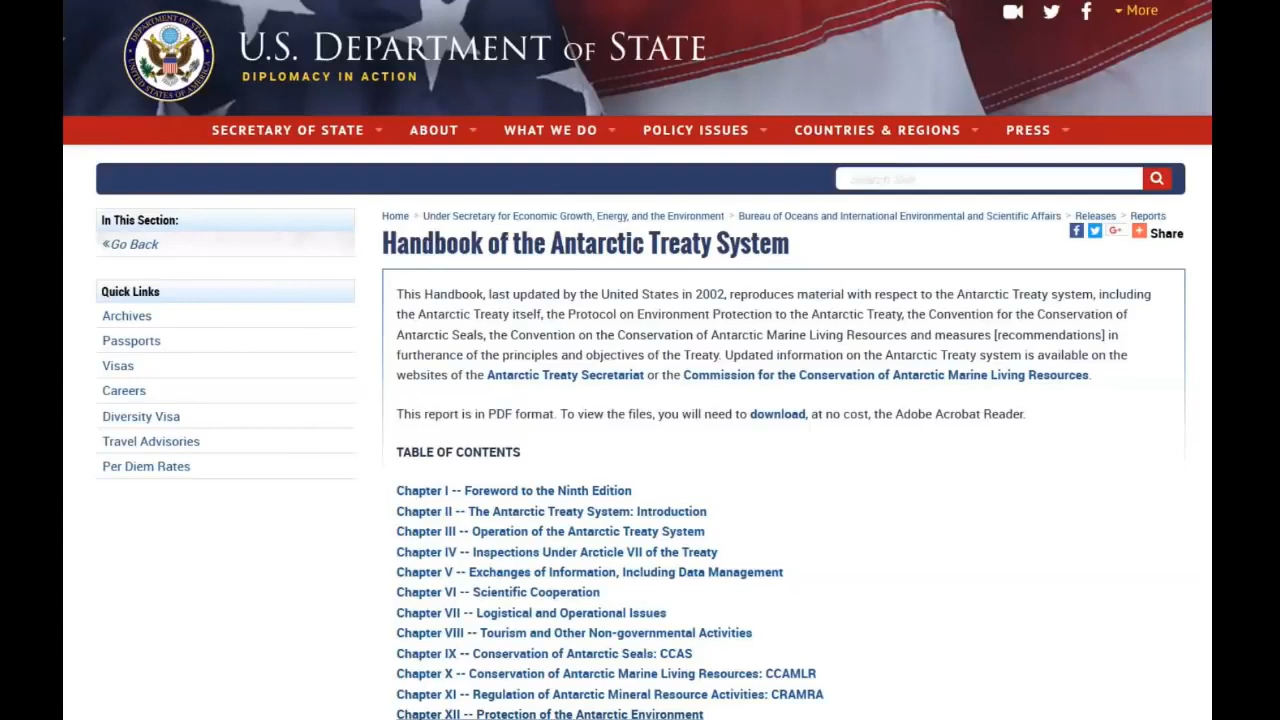 U.S. DEPARTMENT OF STATE
DIPLOMACY IN ACTION
More
SECRETARY OF STATE
ABOUT
WHAT WE DO
POLICY ISSUES
COUNTRIES & REGIONS
PRESS
In This Section:
«Go Back
Quick Links
Archives
Passports
Visas
Careers
Diversity Visa
Travel Advisories
Per Diem Rates
Home > Under Secretary for Economic Growth, Energy, and the Environment > Bureau of Oceans and International Environmental and Scientific Affairs > Releases > Reports
Share
Handbook of the Antarctic Treaty System
This Handbook, last updated by the United States in 2002, reproduces material with respect to the Antarctic Treaty system, including
the Antarctic Treaty itself, the Protocol on Environment Protection to the Antarctic Treaty, the Convention for the Conservation of
Antarctic Seals, the Convention on the Conservation of Antarctic Marine Living Resources and measures [recommendations] in
furtherance of the principles and objectives of the Treaty. Updated information on the Antarctic Treaty system is available on the
websites of the Antarctic Treaty Secretariat or the Commission for the Conservation of Antarctic Marine Living Resources.
This report is in PDF format. To view the files, you will need to download, at no cost, the Adobe Acrobat Reader.
TABLE OF CONTENTS
Chapter I -- Foreword to the Ninth Edition
Chapter II -- The Antarctic Treaty System: Introduction
Chapter III -- Operation of the Antarctic Treaty System
Chapter IV -- Inspections Under Arcticle VII of the Treaty
Chapter V -- Exchanges of Information, Including Data Management
Chapter VI -- Scientific Cooperation
Chapter VII -- Logistical and Operational Issues
Chapter VIII -- Tourism and Other Non-governmental Activities
Chapter IX -- Conservation of Antarctic Seals: CCAS
Chapter X -- Conservation of Antarctic Marine Living Resources: CCAMLR
Chapter XI -- Regulation of Antarctic Mineral Resource Activities: CRAMRA
Chapter XII -- Protection of the Antarctic Environment